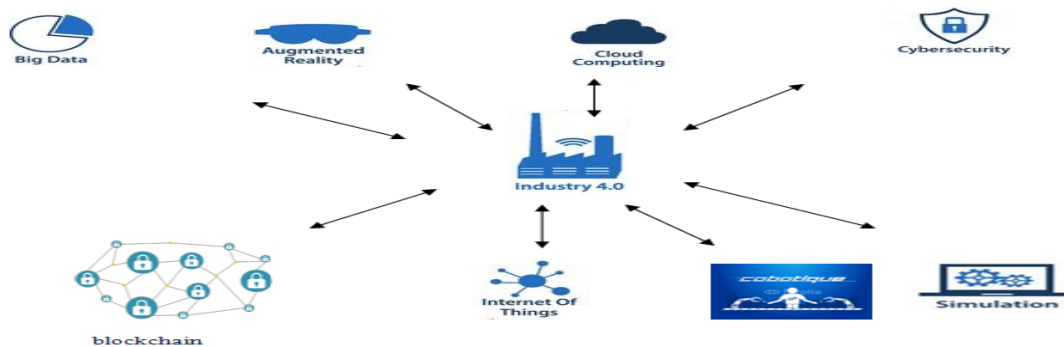 Big Data
Augmented
Reality
Cloud
Computing
Cybersecurity
Industry 4.0
blockchain
Internet Of
Things
cobotique
Simulation